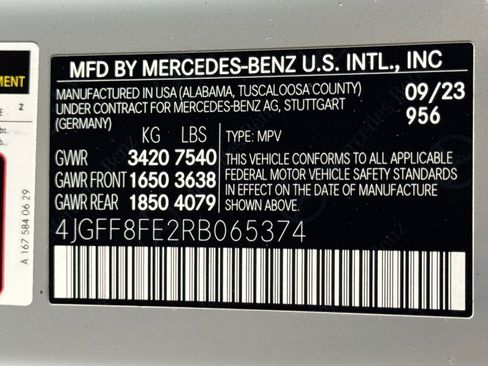 MFD BY MERCEDES-BENZ U.S. INTL., INC
MANUFACTURED IN USA (ALABAMA, TUSCALOOSA COUNTY)
UNDER CONTRACT FOR MERCEDES-BENZ AG, STUTTGART
(GERMANY)
09/23
956
KG LBS
GVWR 3420 7540
GAWR FRONT 1650 3638
GAWR REAR 1850 4079
TYPE: MPV
THIS VEHICLE CONFORMS TO ALL APPLICABLE
FEDERAL MOTOR VEHICLE SAFETY STANDARDS
IN EFFECT ON THE DATE OF MANUFACTURE
SHOWN ABOVE.
4JGFF8FE2RB065374
A 167 584 06 29
2